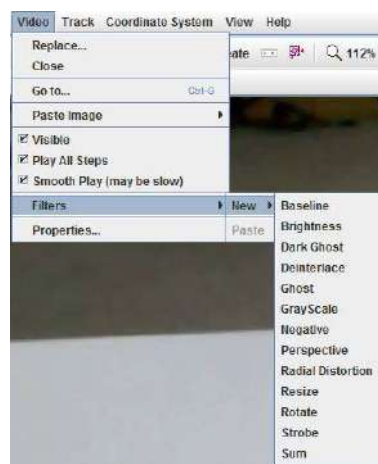 Video Track Coordinate System View Help
Replace...
Close
ate 112%
Go to... Ctrl-G
Paste Image
Visible
Play All Steps
Smooth Play (may be slow)
Filters New Baseline
Properties... Paste Brightness
Dark Ghost
Deinterlace
Ghost
GrayScale
Negative
Perspective
Radial Distortion
Resize
Rotate
Strobe
Sum